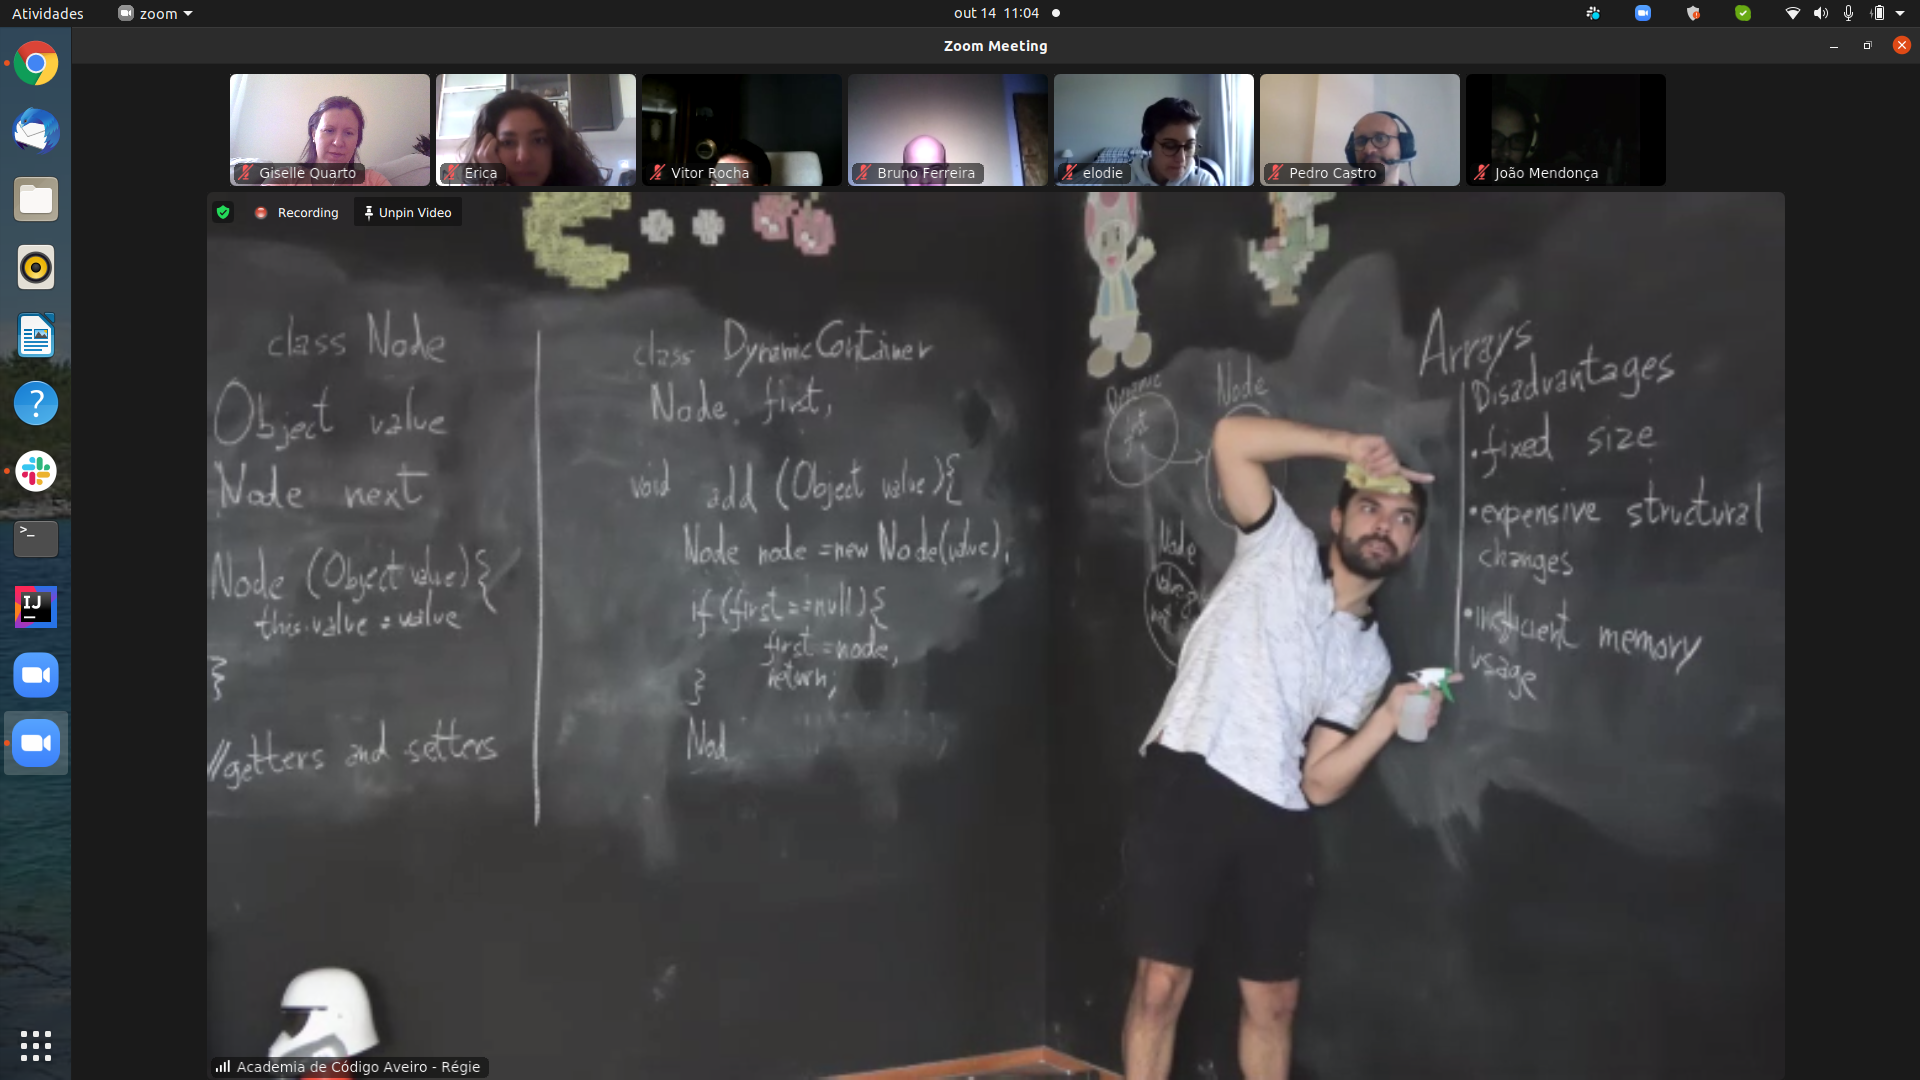 Atividades
zoom
out 14 11:04
Zoom Meeting
Giselle Quarto
Erica
Vitor Rocha
Bruno Ferreira
elodie
Pedro Castro
João Mendonça
Recording
Unpin Video
class Node
Object value
Node next
Node (Object value){
this.value = value
}
//getters and setters
class DynamicContainer
Node first;
void add (Object value){
Node node = new Node(value);
if (first == null){
first = node;
return;
}
Nod
Dynamic
Node
Node
Arrays
Disadvantages
• fixed size
• expensive structural
changes
• inefficient memory
usage
Academia de Código Aveiro - Régie
>_
IJ
?